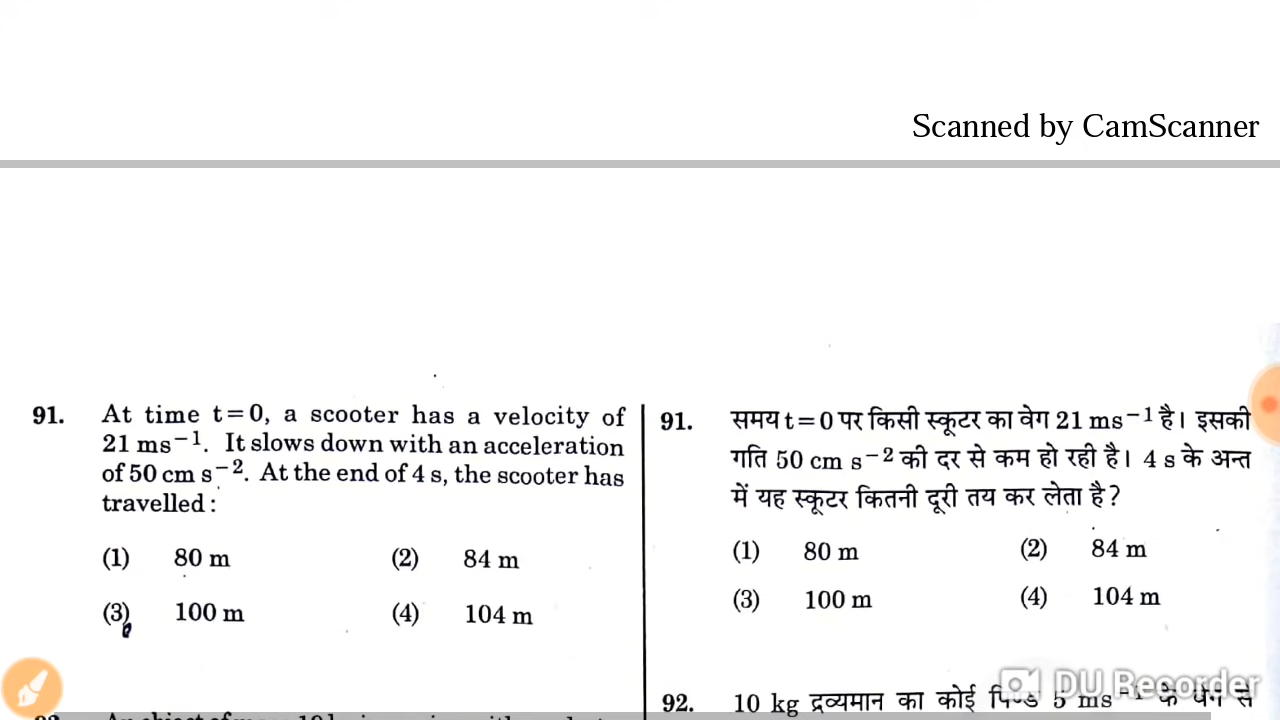 Scanned by CamScanner
91. At time t=0, a scooter has a velocity of
21 ms⁻¹. It slows down with an acceleration
of 50 cm s⁻². At the end of 4 s, the scooter has
travelled :
(1) 80 m (2) 84 m
(3) 100 m (4) 104 m
91. समय t=0 पर किसी स्कूटर का वेग 21 ms⁻¹ है। इसकी
गति 50 cm s⁻² की दर से कम हो रही है। 4 s के अन्त
में यह स्कूटर कितनी दूरी तय कर लेता है?
(1) 80 m (2) 84 m
(3) 100 m (4) 104 m
92. 10 kg द्रव्यमान का कोई पिण्ड 5 ms⁻¹ के वेग से
DU Recorder